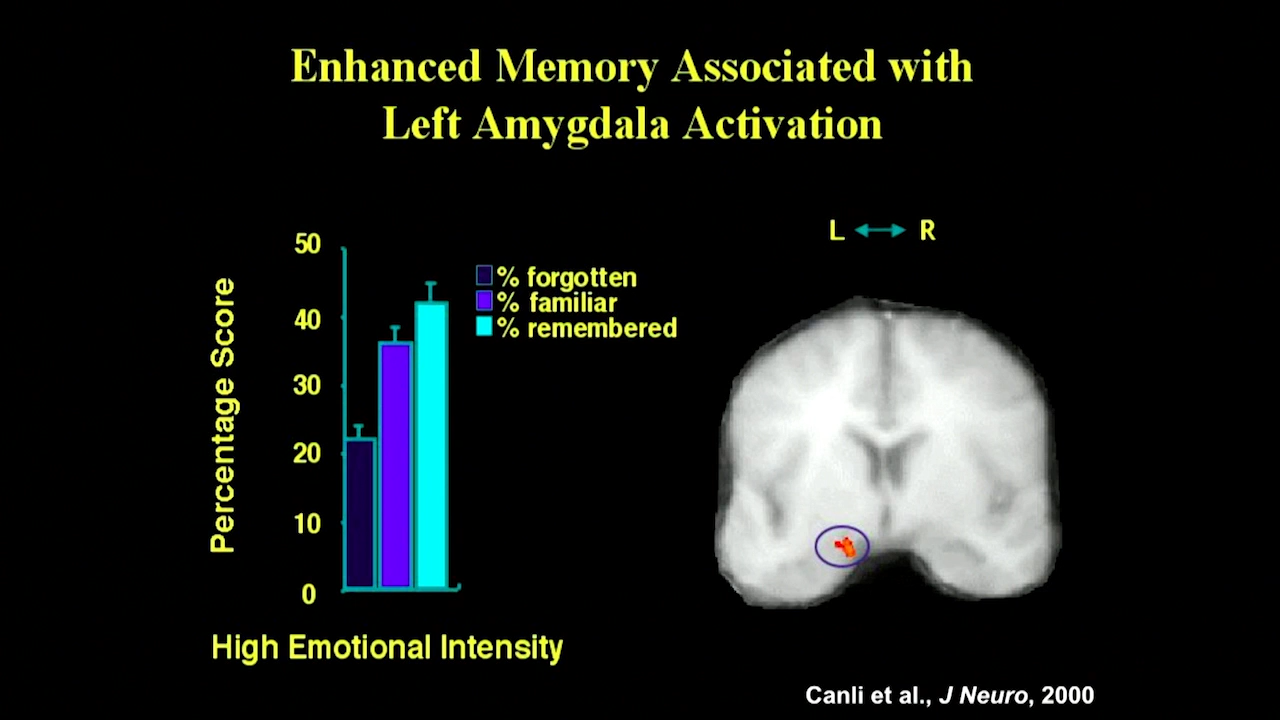 Enhanced Memory Associated with
Left Amygdala Activation
L R
50
40
30
20
10
0
Percentage Score
% forgotten
% familiar
% remembered
High Emotional Intensity
Canli et al., J Neuro, 2000